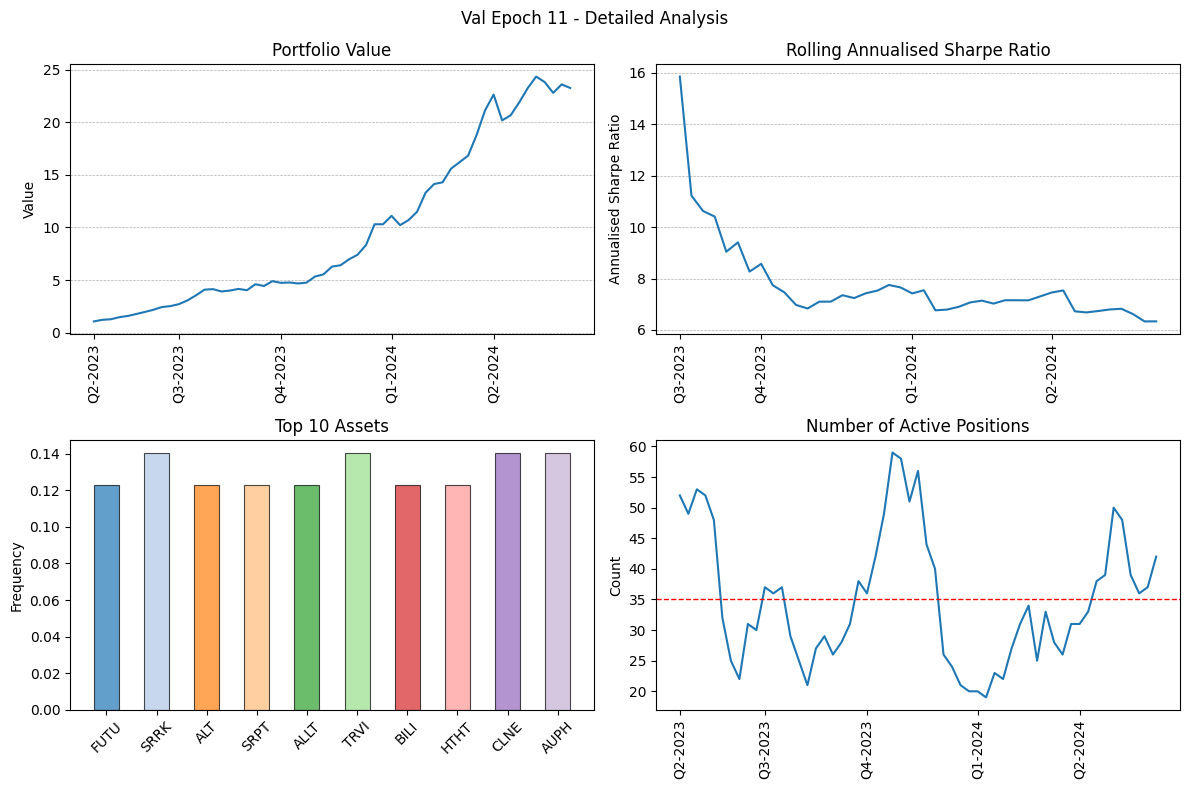 Val Epoch 11 - Detailed Analysis
Portfolio Value
Value
25
20
15
10
5
0
Q2-2023
Q3-2023
Q4-2023
Q1-2024
Q2-2024
Rolling Annualised Sharpe Ratio
Annualised Sharpe Ratio
16
14
12
10
8
6
Q3-2023
Q4-2023
Q1-2024
Q2-2024
Top 10 Assets
Frequency
0.14
0.12
0.10
0.08
0.06
0.04
0.02
0.00
FUTU
SRRK
ALT
SRPT
ALLT
TRVI
BILI
HTHT
CLNE
AUPH
Number of Active Positions
Count
60
55
50
45
40
35
30
25
20
Q2-2023
Q3-2023
Q4-2023
Q1-2024
Q2-2024